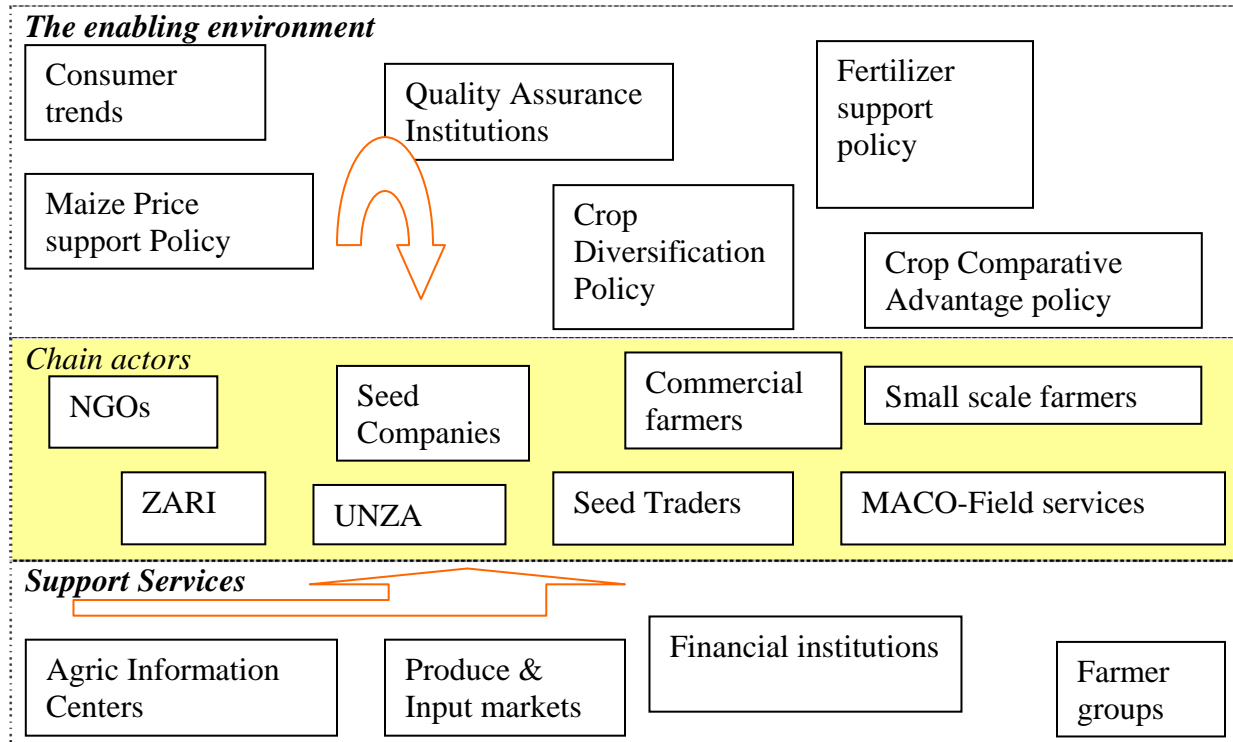 The enabling environment
Consumer
trends
Quality Assurance
Institutions
Fertilizer
support
policy
Maize Price
support Policy
Crop
Diversification
Policy
Crop Comparative
Advantage policy
Chain actors
NGOs
Seed
Companies
Commercial
farmers
Small scale farmers
ZARI
UNZA
Seed Traders
MACO-Field services
Support Services
Agric Information
Centers
Produce &
Input markets
Financial institutions
Farmer
groups